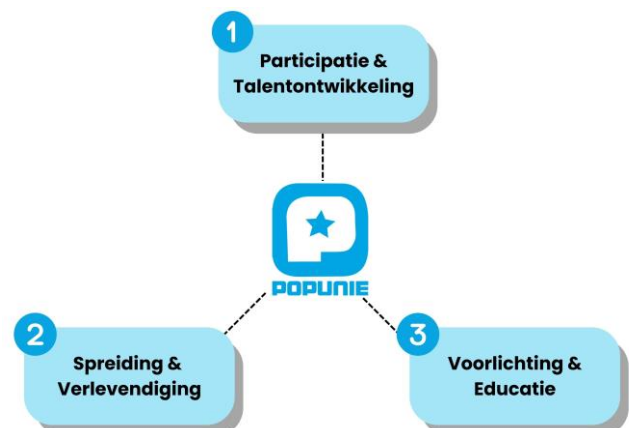 1
Participatie &
Talentontwikkeling
POPUNIE
2
Spreiding &
Verlevendiging
3
Voorlichting &
Educatie